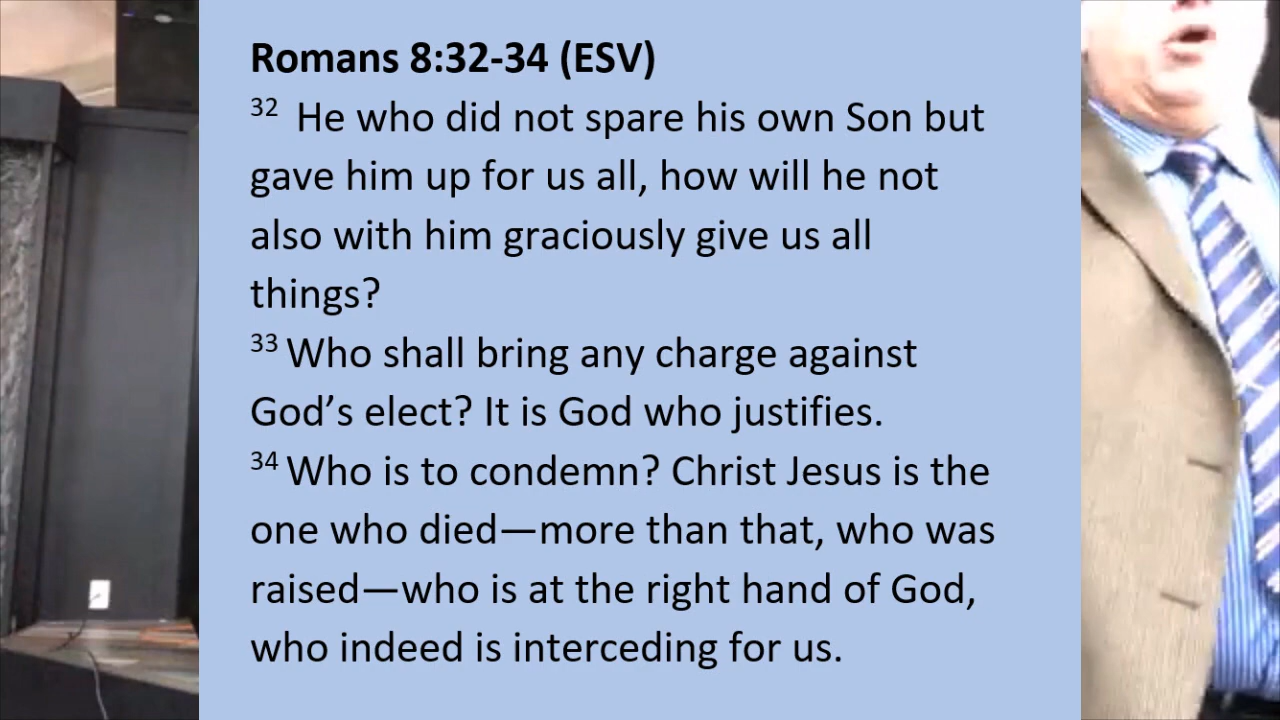 Romans 8:32-34 (ESV)
32 He who did not spare his own Son but
gave him up for us all, how will he not
also with him graciously give us all
things?
33 Who shall bring any charge against
God’s elect? It is God who justifies.
34 Who is to condemn? Christ Jesus is the
one who died—more than that, who was
raised—who is at the right hand of God,
who indeed is interceding for us.